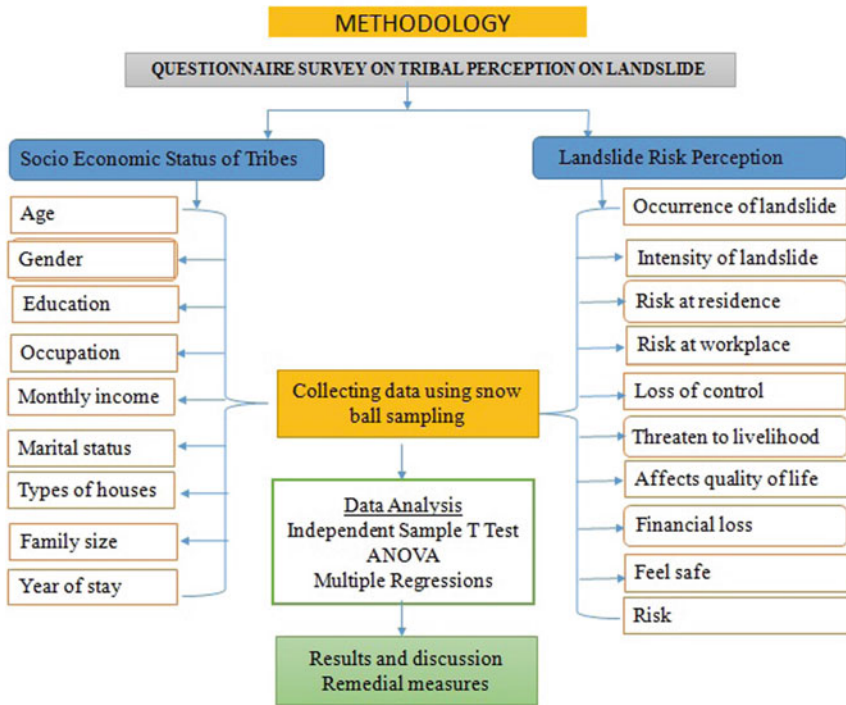 METHODOLOGY
QUESTIONNAIRE SURVEY ON TRIBAL PERCEPTION ON LANDSLIDE
Socio Economic Status of Tribes
Age
Gender
Education
Occupation
Monthly income
Marital status
Types of houses
Family size
Year of stay
Collecting data using snow
ball sampling
Data Analysis
Independent Sample T Test
ANOVA
Multiple Regressions
Results and discussion
Remedial measures
Landslide Risk Perception
Occurrence of landslide
Intensity of landslide
Risk at residence
Risk at workplace
Loss of control
Threaten to livelihood
Affects quality of life
Financial loss
Feel safe
Risk